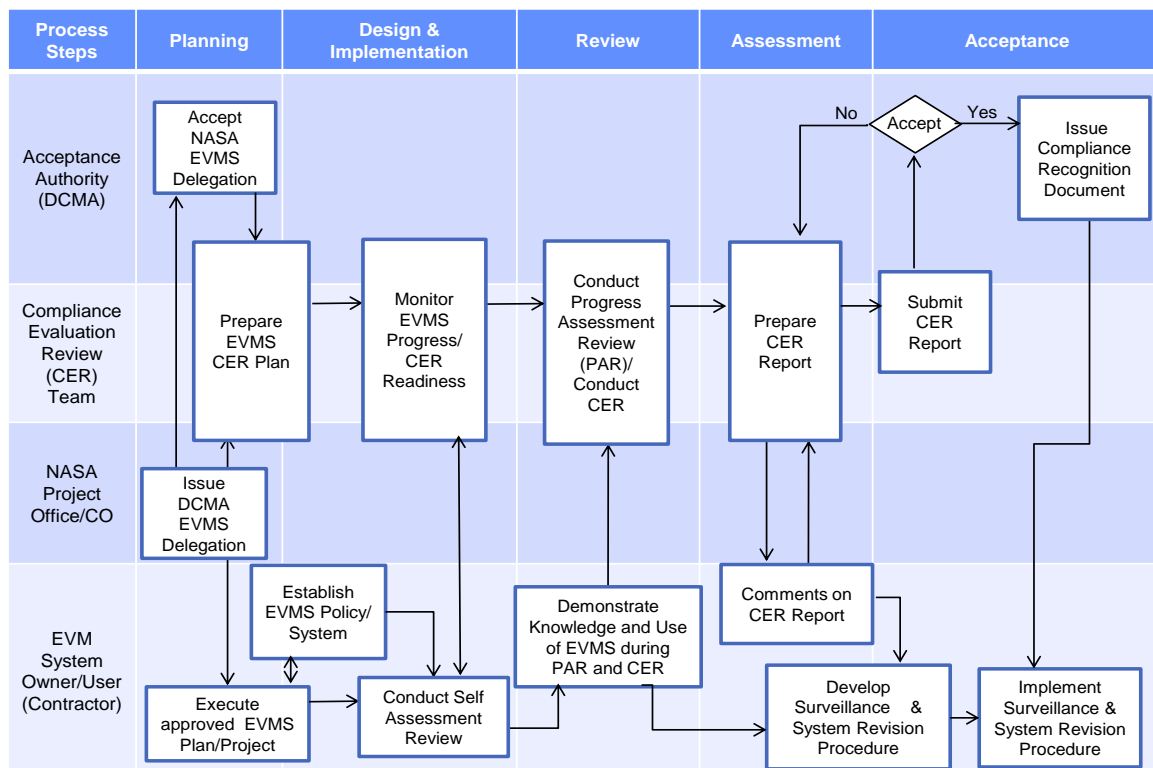 Process
Steps
Planning
Design &
Implementation
Review
Assessment
Acceptance
Acceptance
Authority
(DCMA)
Accept
NASA
EVMS
Delegation
No
Accept
Yes
Issue
Compliance
Recognition
Document
Compliance
Evaluation
Review
(CER)
Team
Prepare
EVMS
CER Plan
Monitor
EVMS
Progress/
CER
Readiness
Conduct
Progress
Assessment
Review
(PAR)/
Conduct
CER
Prepare
CER
Report
Submit
CER
Report
NASA
Project
Office/CO
Issue
DCMA
EVMS
Delegation
EVM
System
Owner/User
(Contractor)
Establish
EVMS Policy/
System
Execute
approved EVMS
Plan/Project
Conduct Self
Assessment
Review
Demonstrate
Knowledge and Use
of EVMS during
PAR and CER
Comments on
CER Report
Develop
Surveillance &
System Revision
Procedure
Implement
Surveillance &
System Revision
Procedure